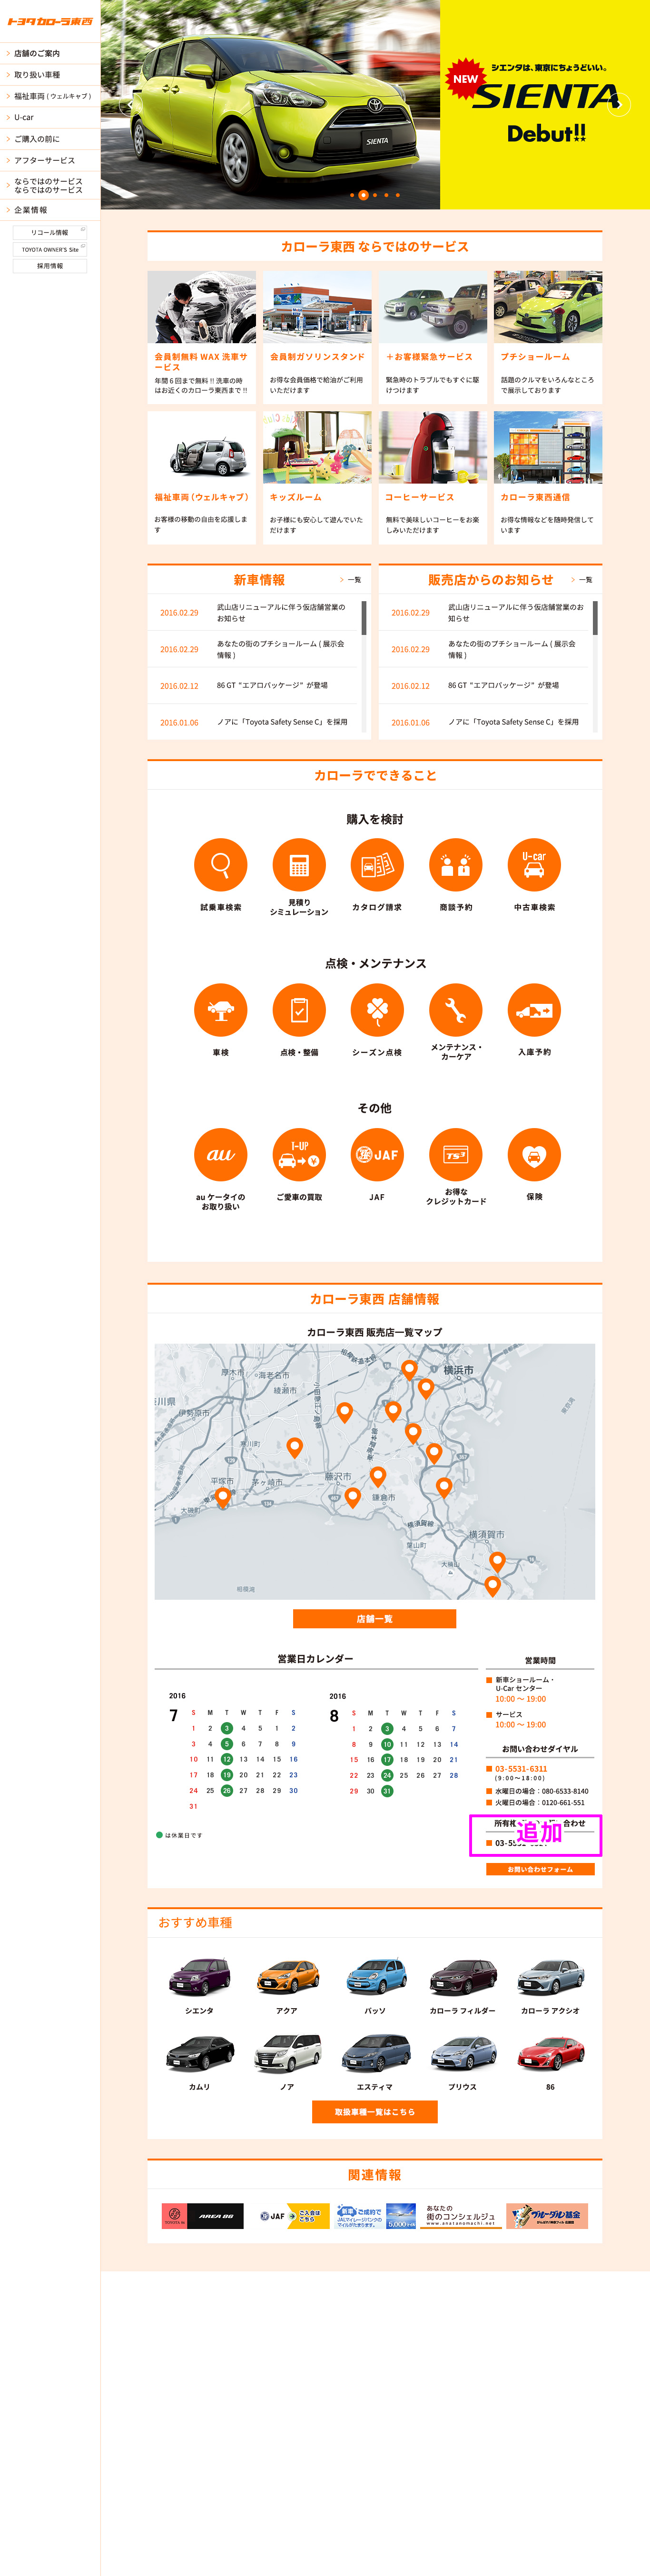 トヨタカローラ東西
店舗のご案内
取り扱い車種
福祉車両 ( ウェルキャブ )
U-car
ご購入の前に
アフターサービス
ならではのサービス
ならではのサービス
企業情報
リコール情報
TOYOTA OWNER'S Site
採用情報
NEW
シエンタは、東京にちょうどいい。
SIENTA
Debut!!
カローラ東西 ならではのサービス
会員制無料 WAX 洗車サ
ービス
年間 6 回まで無料 !! 洗車の時
はお近くのカローラ東西まで !!
会員制ガソリンスタンド
お得な会員価格で給油がご利用
いただけます
＋お客様緊急サービス
緊急時のトラブルでもすぐに駆
けつけます
プチショールーム
話題のクルマをいろんなところ
で展示しております
福祉車両 (ウェルキャブ)
お客様の移動の自由を応援しま
す
キッズルーム
お子様にも安心して遊んでいた
だけます
コーヒーサービス
無料で美味しいコーヒーをお楽
しみいただけます
カローラ東西通信
お得な情報などを随時発信して
います
新車情報
一覧
2016.02.29
武山店リニューアルに伴う仮店舗営業の
お知らせ
2016.02.29
あなたの街のプチショールーム ( 展示会
情報 )
2016.02.12
86 GT "エアロパッケージ" が登場
2016.01.06
ノアに「Toyota Safety Sense C」を採用
販売店からのお知らせ
一覧
2016.02.29
武山店リニューアルに伴う仮店舗営業のお
知らせ
2016.02.29
あなたの街のプチショールーム ( 展示会
情報 )
2016.02.12
86 GT "エアロパッケージ" が登場
2016.01.06
ノアに「Toyota Safety Sense C」を採用
カローラでできること
購入を検討
U-car
試乗車検索
見積り
シミュレーション
カタログ請求
商談予約
中古車検索
点検・メンテナンス
車検
点検・整備
シーズン点検
メンテナンス・
カーケア
入庫予約
その他
au
T-UP
JAF
TS3
au ケータイの
お取り扱い
ご愛車の買取
JAF
お得な
クレジットカード
保険
カローラ東西 店舗情報
カローラ東西 販売店一覧マップ
横浜市
厚木市
海老名市
綾瀬市
伊勢原市
寒川町
平塚市
茅ヶ崎市
藤沢市
鎌倉市
大磯町
横須賀線
横須賀市
葉山町
大楠山
相模湾
東京湾
店舗一覧
営業日カレンダー
2016
7
S M T W T F S
1 2 3 4 5 1 2
3 4 5 6 7 8 9
10 11 12 13 14 15 16
17 18 19 20 21 22 23
24 25 26 27 28 29 30
31
2016
8
S M T W T F S
1 2 3 4 5 6 7
8 9 10 11 12 13 14
15 16 17 18 19 20 21
22 23 24 25 26 27 28
29 30 31
は休業日です
営業時間
新車ショールーム・
U-Car センター
10:00 ～ 19:00
サービス
10:00 ～ 19:00
お問い合わせダイヤル
03-5531-6311
(9:00～18:00)
水曜日の場合：080-6533-8140
火曜日の場合：0120-661-551
追加
お問い合わせフォーム
おすすめ車種
シエンタ
アクア
パッソ
カローラ フィルダー
カローラ アクシオ
カムリ
ノア
エスティマ
プリウス
86
取扱車種一覧はこちら
関連情報
AREA 86
JAF
ご入会は
こちら
ご成約で
JALマイレージバンクの
マイルがたまります。
あなたの
街のコンシェルジュ
www.anatanomachi.net
ブルーダル基金